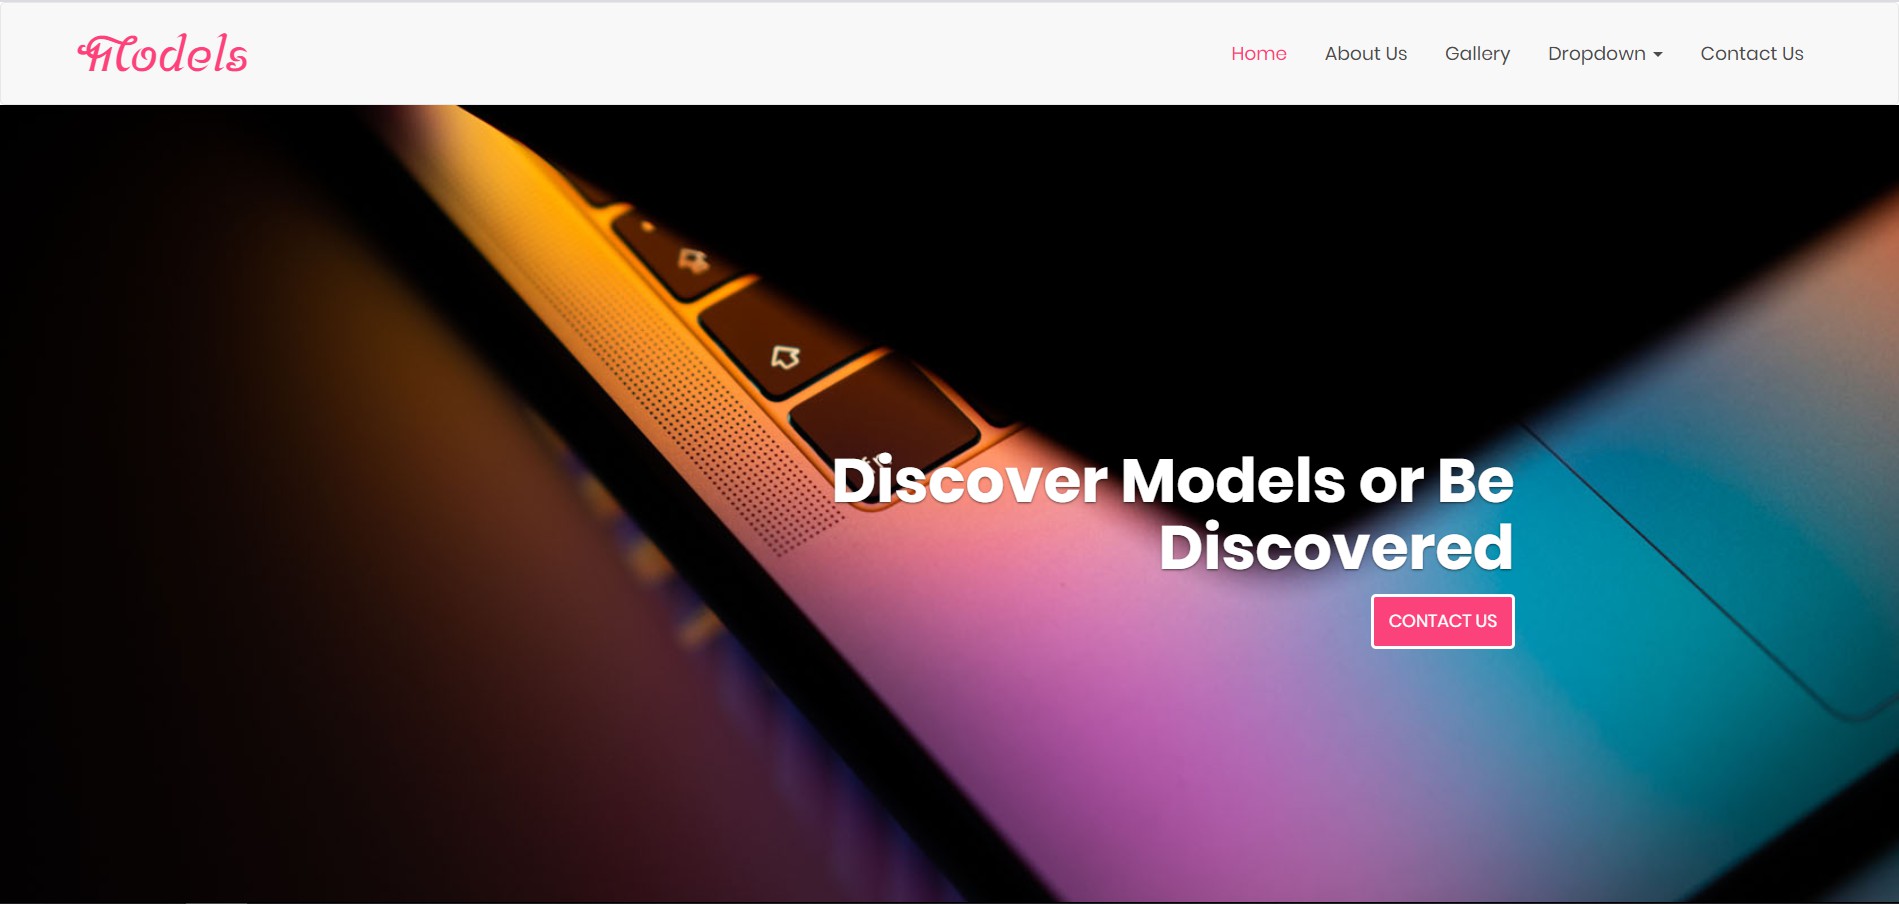 Models
Home About Us Gallery Dropdown Contact Us
Discover Models or Be
Discovered
CONTACT US